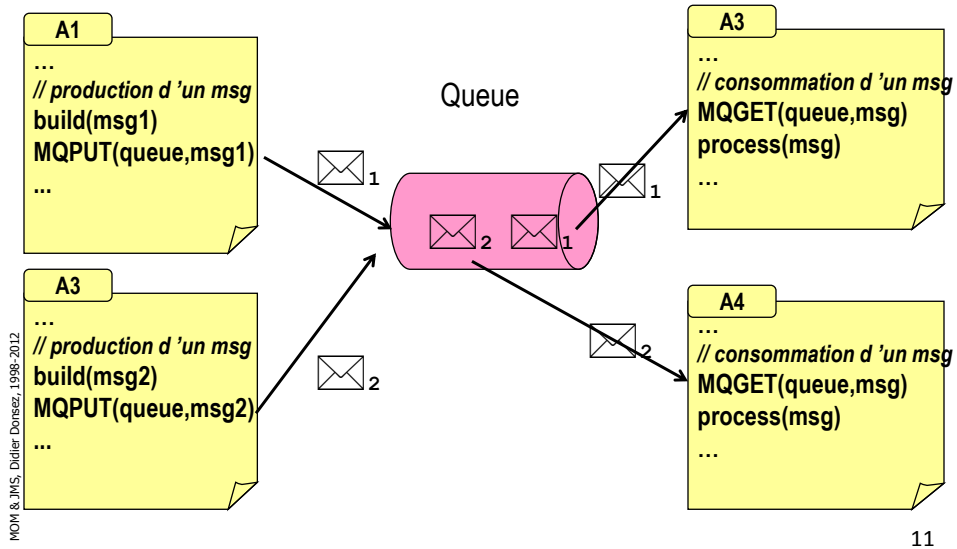 A1
…
// production d ’un msg
build(msg1)
MQPUT(queue,msg1)
...
A3
…
// production d ’un msg
build(msg2)
MQPUT(queue,msg2)
...
1
2
Queue
2
1
1
2
A3
…
// consommation d ’un msg
MQGET(queue,msg)
process(msg)
…
A4
…
// consommation d ’un msg
MQGET(queue,msg)
process(msg)
…
MOM & JMS, Didier Donsez, 1998-2012
11